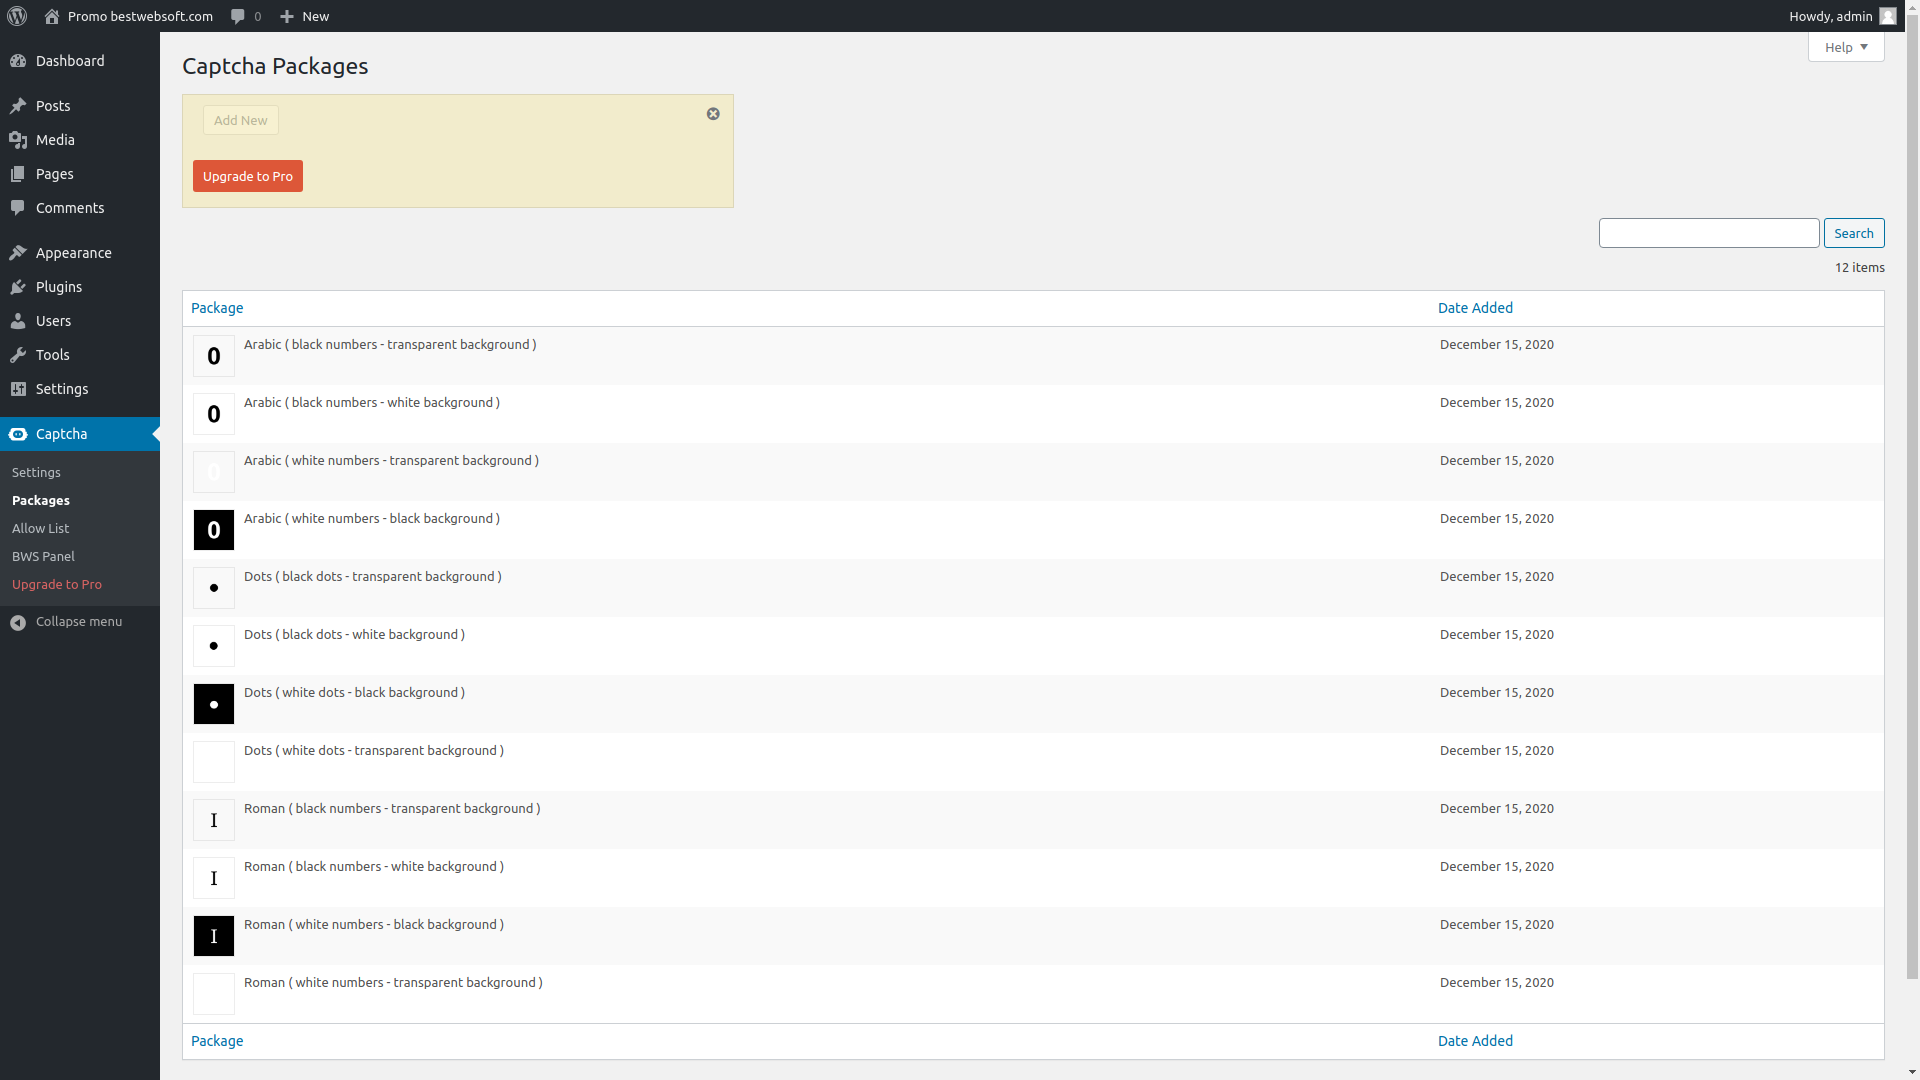 Promo bestwebsoft.com 0 New Howdy, admin
Help
Dashboard
Posts
Media
Pages
Comments
Appearance
Plugins
Users
Tools
Settings
Captcha
Settings
Packages
Allow List
BWS Panel
Upgrade to Pro
Collapse menu
Captcha Packages
Add New
Upgrade to Pro
Search
12 items
Package Date Added
0 Arabic ( black numbers - transparent background ) December 15, 2020
0 Arabic ( black numbers - white background ) December 15, 2020
0 Arabic ( white numbers - transparent background ) December 15, 2020
0 Arabic ( white numbers - black background ) December 15, 2020
Dots ( black dots - transparent background ) December 15, 2020
Dots ( black dots - white background ) December 15, 2020
Dots ( white dots - black background ) December 15, 2020
Dots ( white dots - transparent background ) December 15, 2020
I Roman ( black numbers - transparent background ) December 15, 2020
I Roman ( black numbers - white background ) December 15, 2020
I Roman ( white numbers - black background ) December 15, 2020
Roman ( white numbers - transparent background ) December 15, 2020
Package Date Added